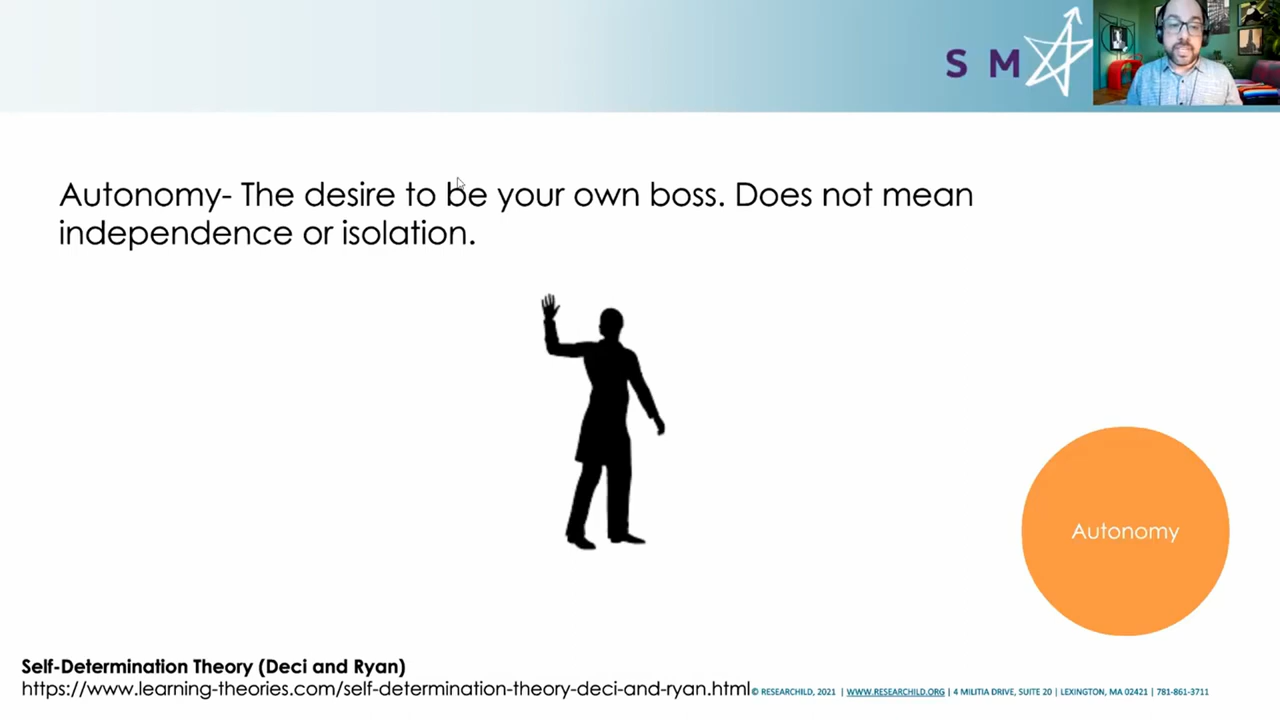 S M
Autonomy- The desire to be your own boss. Does not mean
independence or isolation.
Autonomy
Self-Determination Theory (Deci and Ryan)
https://www.learning-theories.com/self-determination-theory-deci-and-ryan.html
© RESEARCHILD, 2021 | WWW.RESEARCHILD.ORG | 4 MILITIA DRIVE, SUITE 20 | LEXINGTON, MA 02421 | 781-861-3711